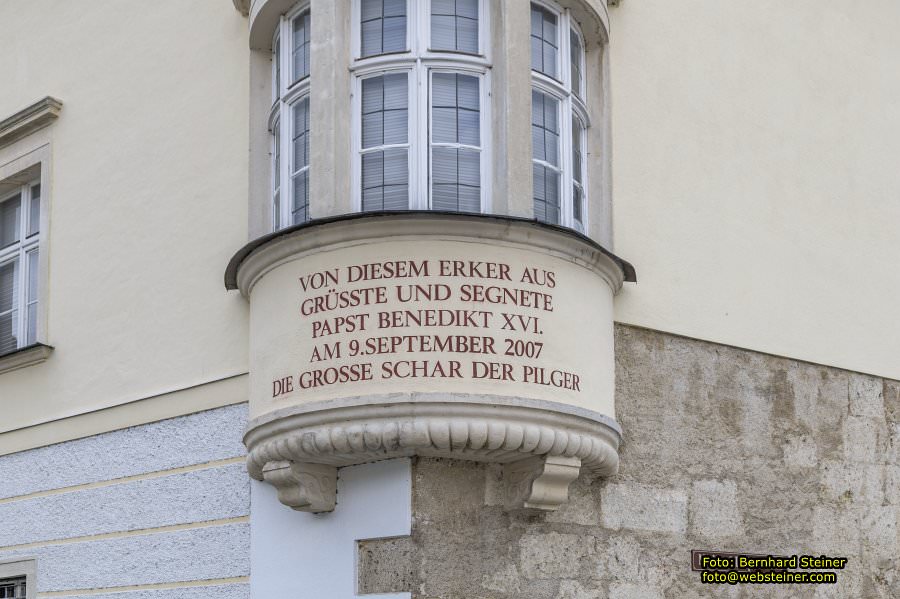 VON DIESEM ERKER AUS
GRÜSSTE UND SEGNETE
PAPST BENEDIKT XVI.
AM 9.SEPTEMBER 2007
DIE GROSSE SCHAR DER PILGER
Foto: Bernhard Steiner
foto@websteiner.com